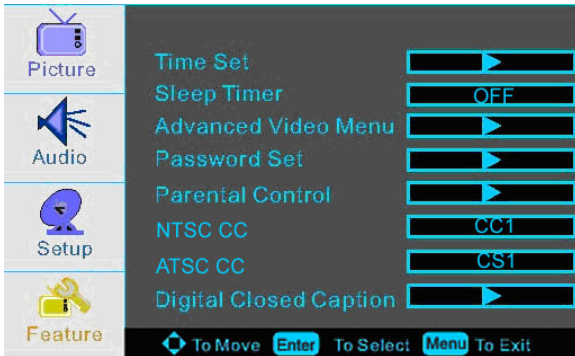 Picture
Audio
Setup
Feature
Time Set
Sleep Timer OFF
Advanced Video Menu
Password Set
Parental Control
NTSC CC CC1
ATSC CC CS1
Digital Closed Caption
To Move Enter To Select Menu To Exit